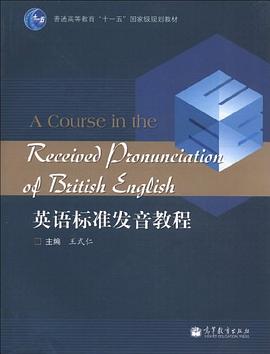 普通高等教育“十一五”国家级规划教材
A Course in the
Received Pronunciation
of British English
英语标准发音教程
主编 王式仁
高等教育出版社
HIGHER EDUCATION PRESS